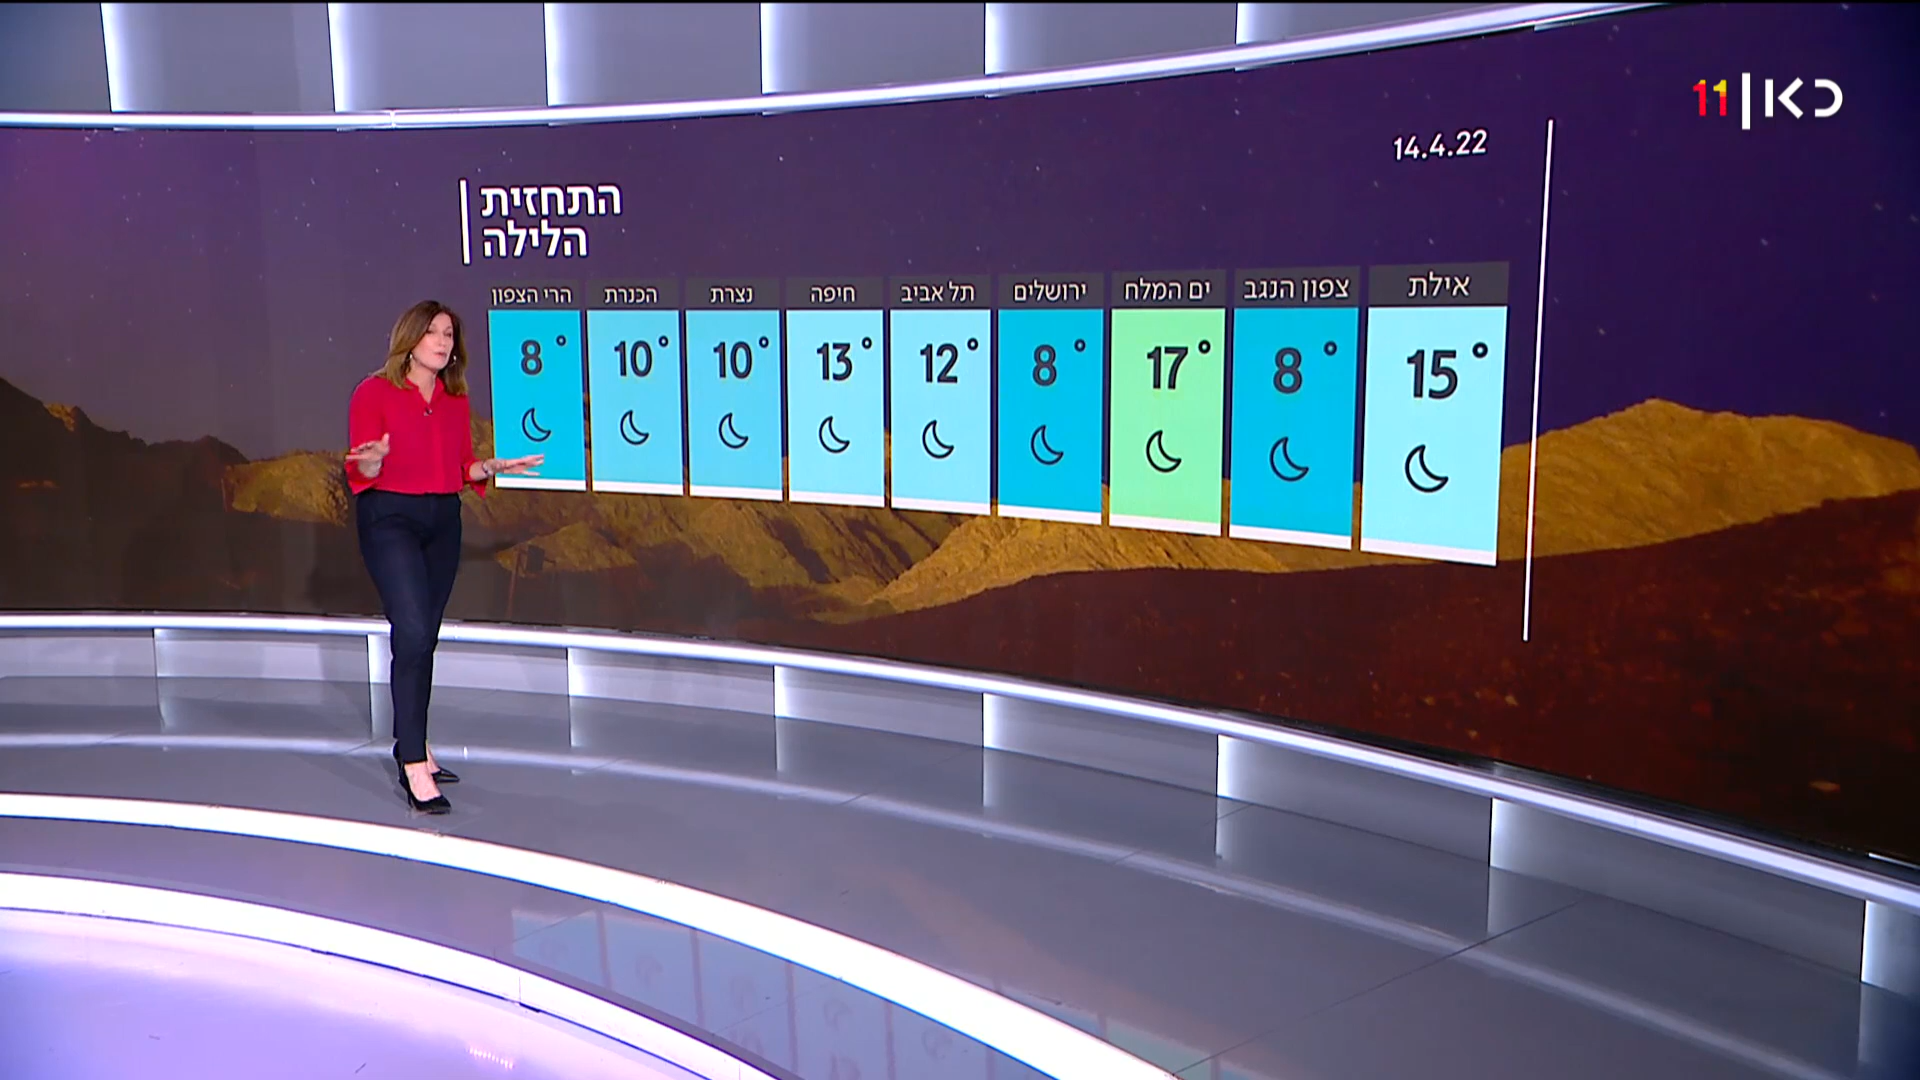 כאן | 11
14.4.22
התחזית
הלילה
אילת
15°
צפון הנגב
8°
ים המלח
17°
ירושלים
8°
תל אביב
12°
חיפה
13°
נצרת
10°
הכנרת
10°
הרי הצפון
8°